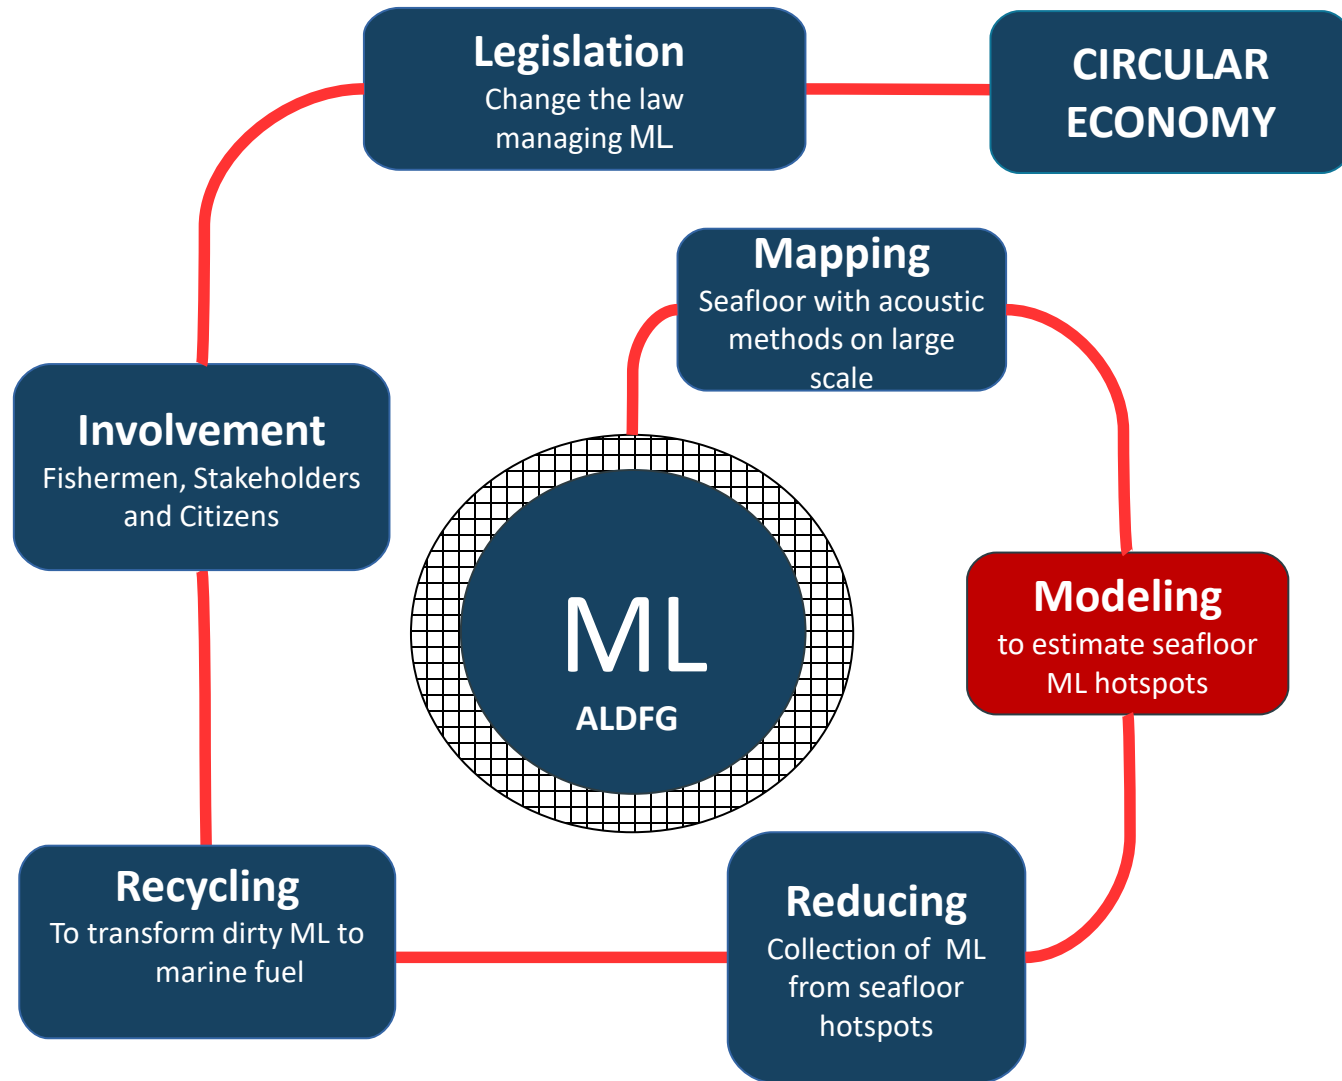 Legislation
Change the law
managing ML
CIRCULAR
ECONOMY
Mapping
Seafloor with acoustic
methods on large
scale
Involvement
Fishermen, Stakeholders
and Citizens
ML
ALDFG
Modeling
to estimate seafloor
ML hotspots
Recycling
To transform dirty ML to
marine fuel
Reducing
Collection of ML
from seafloor
hotspots